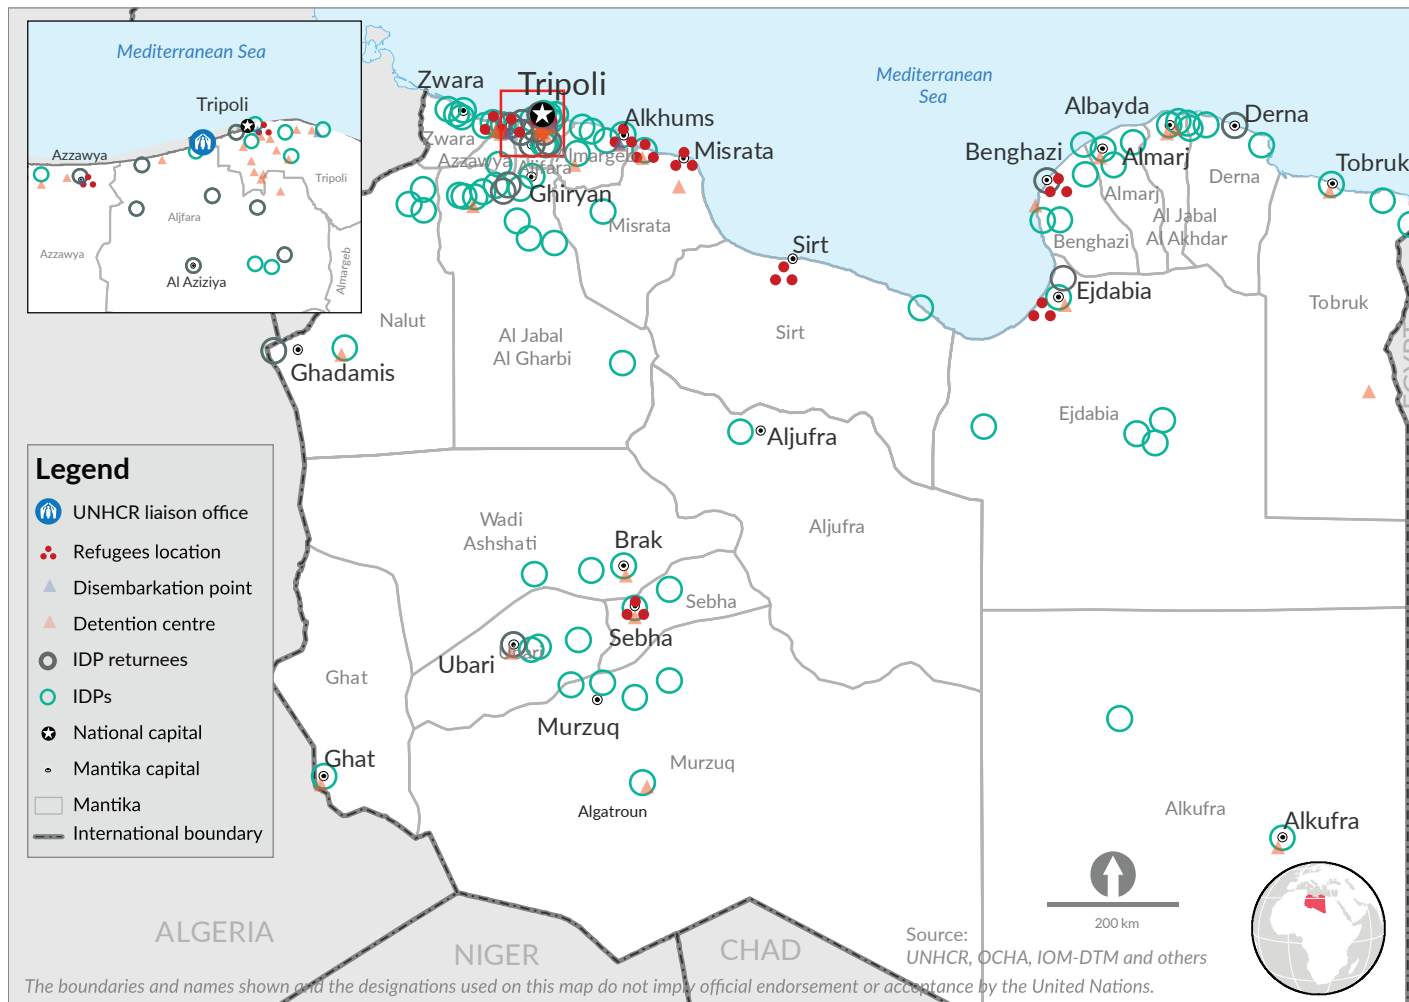 Mediterranean Sea
Tripoli
Azzawya
Tripoli
Aljfara
Azzawya
Almargeb
Al Aziziya
Mediterranean
Sea
Zwara
Tripoli
Alkhums
Misrata
Zwara
Azzawya
Aljfara
Almargeb
Ghiryan
Misrata
Albayda
Derna
Benghazi
Almarj
Tobruk
Almarj
Derna
Al Jabal
Al Akhdar
Benghazi
Sirt
Ejdabia
Tobruk
EGYPT
Nalut
Al Jabal
Al Gharbi
Sirt
Ghadamis
Ejdabia
Aljufra
Legend
UNHCR liaison office
Refugees location
Disembarkation point
Detention centre
IDP returnees
IDPs
National capital
Mantika capital
Mantika
International boundary
Wadi
Ashshati
Brak
Aljufra
Sebha
Sebha
Ubari
Ubari
Ghat
Murzuq
Ghat
Murzuq
Algatroun
Alkufra
Alkufra
200 km
ALGERIA
NIGER
CHAD
Source:
UNHCR, OCHA, IOM-DTM and others
The boundaries and names shown and the designations used on this map do not imply official endorsement or acceptance by the United Nations.